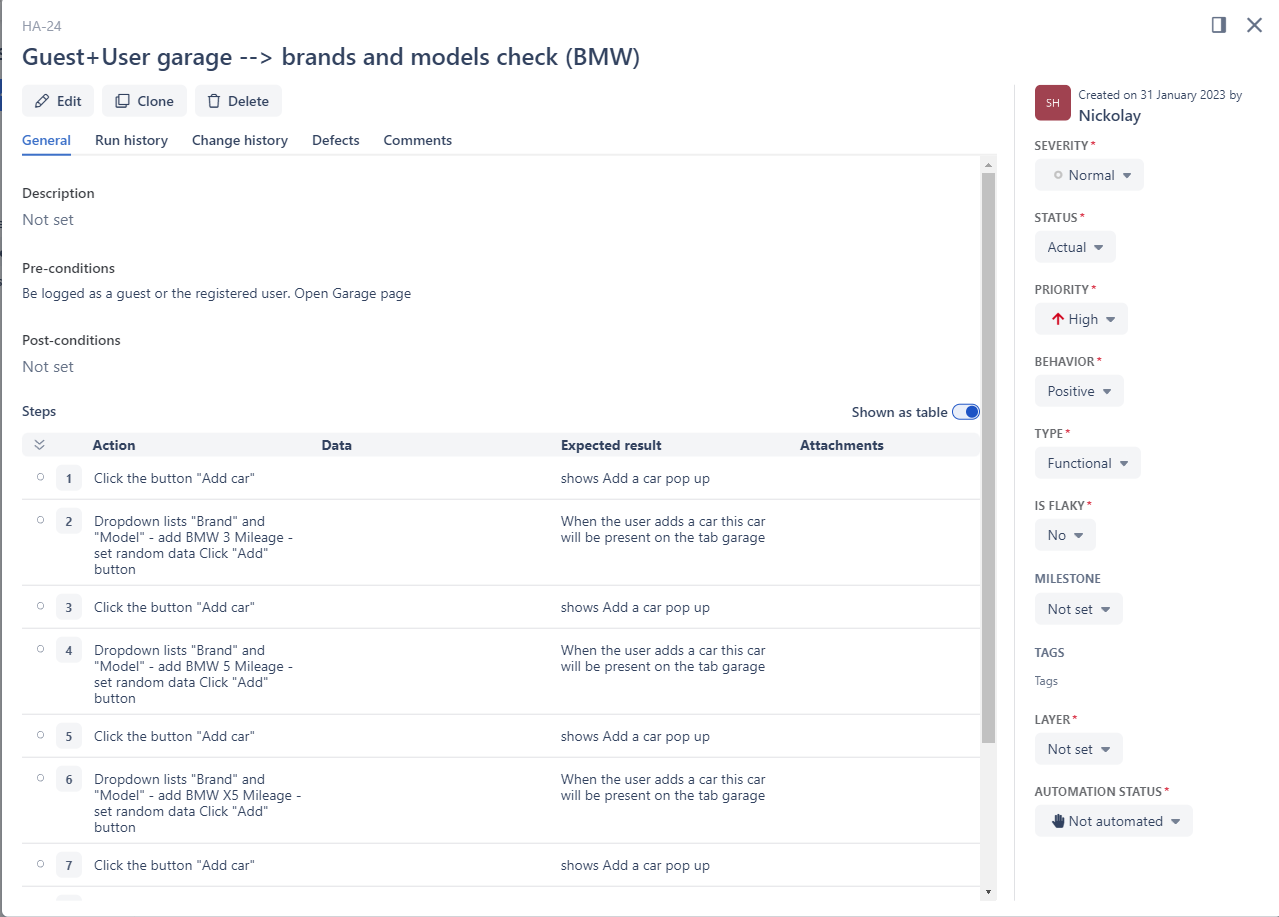 HA-24
Guest+User garage --> brands and models check (BMW)
Edit
Clone
Delete
General
Run history
Change history
Defects
Comments
Description
Not set
Pre-conditions
Be logged as a guest or the registered user. Open Garage page
Post-conditions
Not set
Steps
Shown as table
Action
Data
Expected result
Attachments
1
Click the button "Add car"
shows Add a car pop up
2
Dropdown lists "Brand" and
"Model" - add BMW 3 Mileage -
set random data Click "Add"
button
When the user adds a car this car
will be present on the tab garage
3
Click the button "Add car"
shows Add a car pop up
4
Dropdown lists "Brand" and
"Model" - add BMW 5 Mileage -
set random data Click "Add"
button
When the user adds a car this car
will be present on the tab garage
5
Click the button "Add car"
shows Add a car pop up
6
Dropdown lists "Brand" and
"Model" - add BMW X5 Mileage -
set random data Click "Add"
button
When the user adds a car this car
will be present on the tab garage
7
Click the button "Add car"
shows Add a car pop up
SH
Created on 31 January 2023 by
Nickolay
SEVERITY*
Normal
STATUS*
Actual
PRIORITY*
High
BEHAVIOR*
Positive
TYPE*
Functional
IS FLAKY*
No
MILESTONE
Not set
TAGS
Tags
LAYER*
Not set
AUTOMATION STATUS*
Not automated